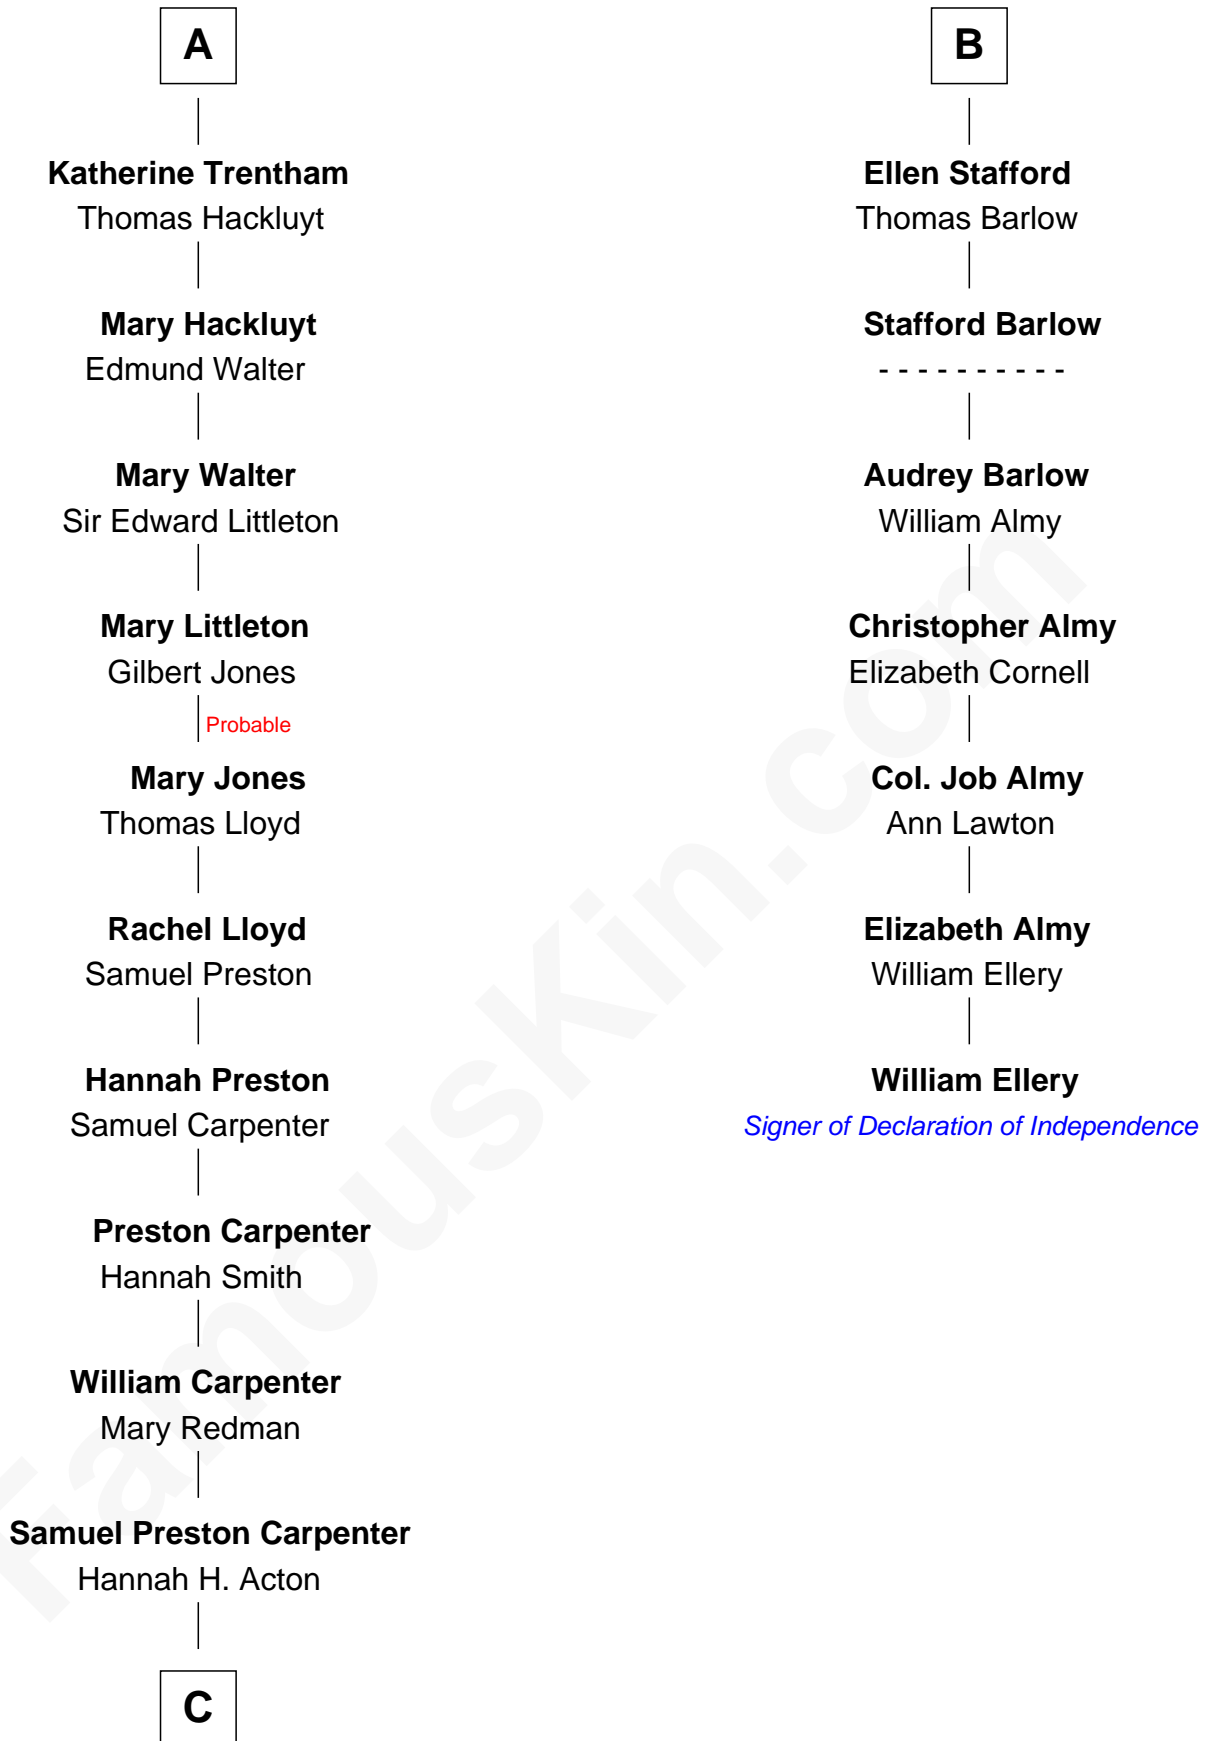 A
Katherine Trentham
Thomas Hackluyt
Mary Hackluyt
Edmund Walter
Mary Walter
Sir Edward Littleton
Mary Littleton
Gilbert Jones
Probable
Mary Jones
Thomas Lloyd
Rachel Lloyd
Samuel Preston
Hannah Preston
Samuel Carpenter
Preston Carpenter
Hannah Smith
William Carpenter
Mary Redman
Samuel Preston Carpenter
Hannah H. Acton
C
B
Ellen Stafford
Thomas Barlow
Stafford Barlow
- - - - - - - - - -
Audrey Barlow
William Almy
Christopher Almy
Elizabeth Cornell
Col. Job Almy
Ann Lawton
Elizabeth Almy
William Ellery
William Ellery
Signer of Declaration of Independence
FamousKin.com